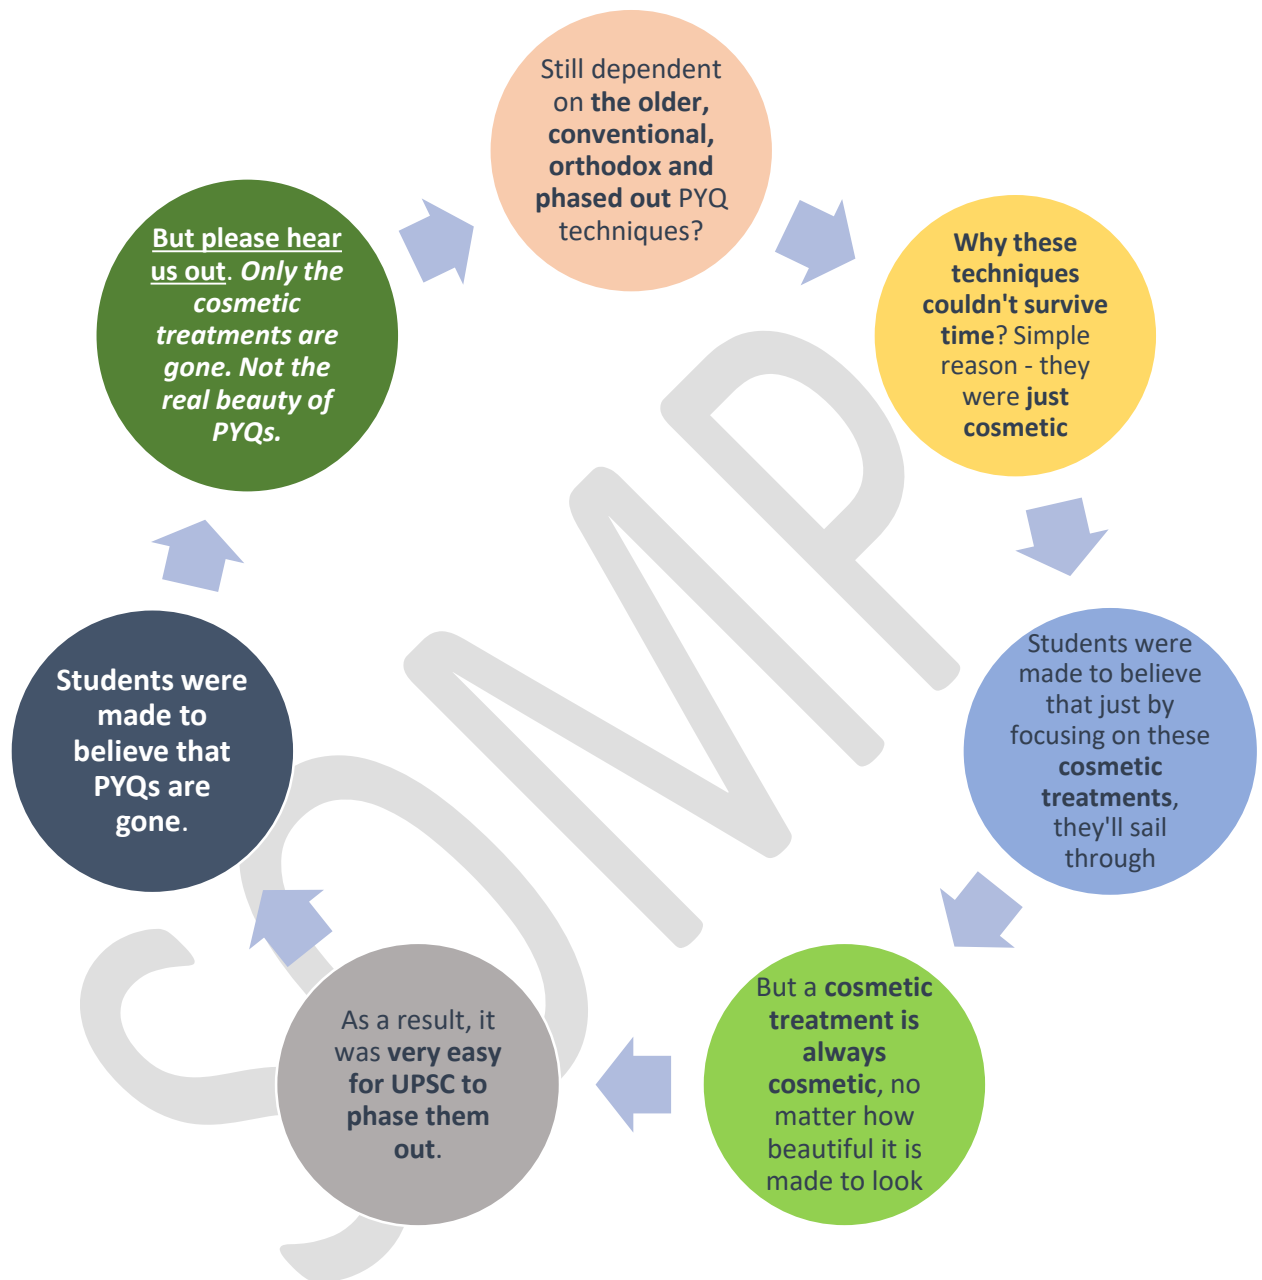 Still dependent
on the older,
conventional,
orthodox and
phased out PYQ
techniques?
Why these
techniques
couldn't survive
time? Simple
reason - they
were just
cosmetic
Students were
made to believe
that just by
focusing on these
cosmetic
treatments,
they'll sail
through
But a cosmetic
treatment is
always
cosmetic, no
matter how
beautiful it is
made to look
As a result, it
was very easy
for UPSC to
phase them
out.
Students were
made to
believe that
PYQs are
gone.
But please hear
us out. Only the
cosmetic
treatments are
gone. Not the
real beauty of
PYQs.